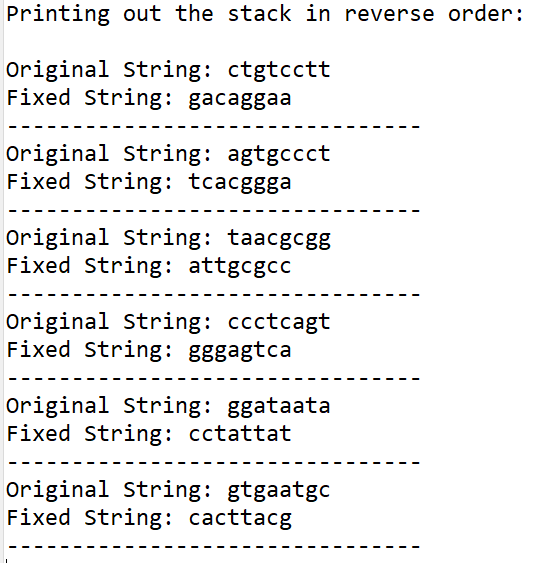 Printing out the stack in reverse order:
Original String: ctgtcctt
Fixed String: gacaggaa
--------------------------------
Original String: agtgccct
Fixed String: tcacggga
--------------------------------
Original String: taacgcgg
Fixed String: attgcgcc
--------------------------------
Original String: ccctcagt
Fixed String: gggagtca
--------------------------------
Original String: ggataata
Fixed String: cctattat
--------------------------------
Original String: gtgaatgc
Fixed String: cacttacg
--------------------------------